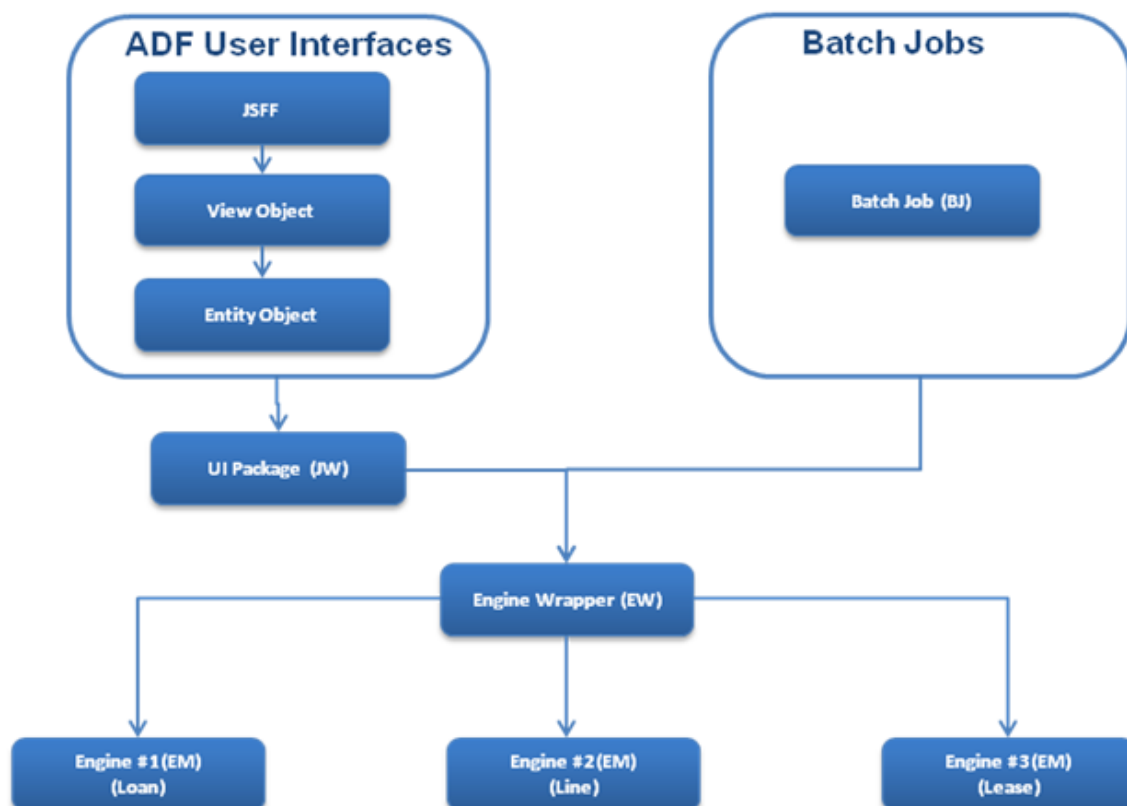 ADF User Interfaces
JSFF
View Object
Entity Object
Batch Jobs
Batch Job (BJ)
UI Package (JW)
Engine Wrapper (EW)
Engine #1(EM)
(Loan)
Engine #2(EM)
(Line)
Engine #3(EM)
(Lease)